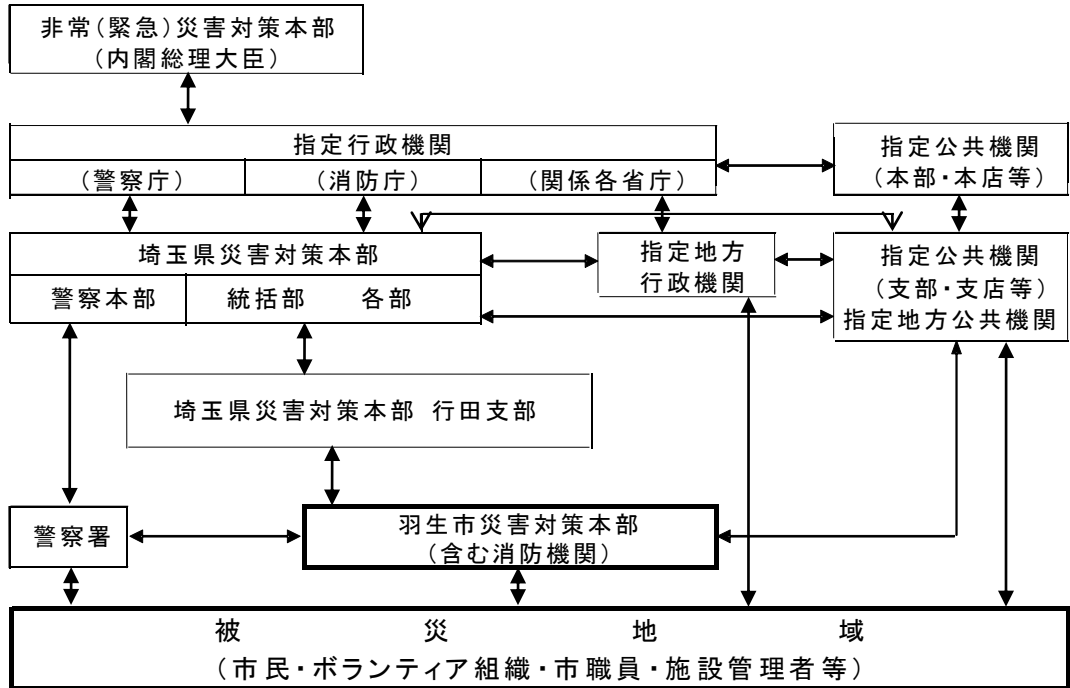 非常(緊急)災害対策本部
(内閣総理大臣)
指定行政機関
(警察庁)
(消防庁)
(関係各省庁)
指定公共機関
(本部・本店等)
埼玉県災害対策本部
警察本部
統括部 各部
指定地方
行政機関
指定公共機関
(支部・支店等)
指定地方公共機関
埼玉県災害対策本部 行田支部
警察署
羽生市災害対策本部
(含む消防機関)
被災地域
(市民・ボランティア組織・市職員・施設管理者等)